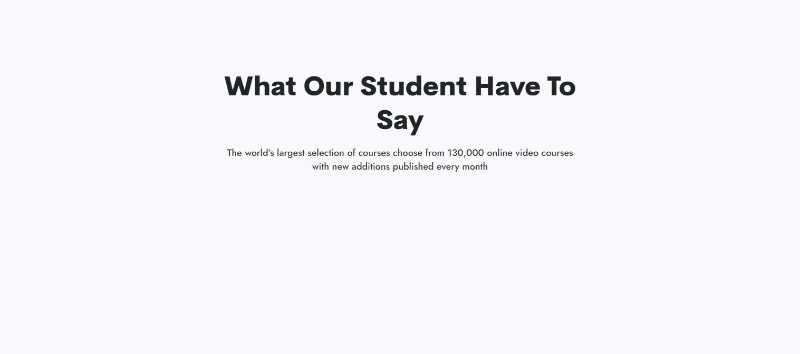 What Our Student Have To
Say
The world's largest selection of courses choose from 130,000 online video courses
with new additions published every month